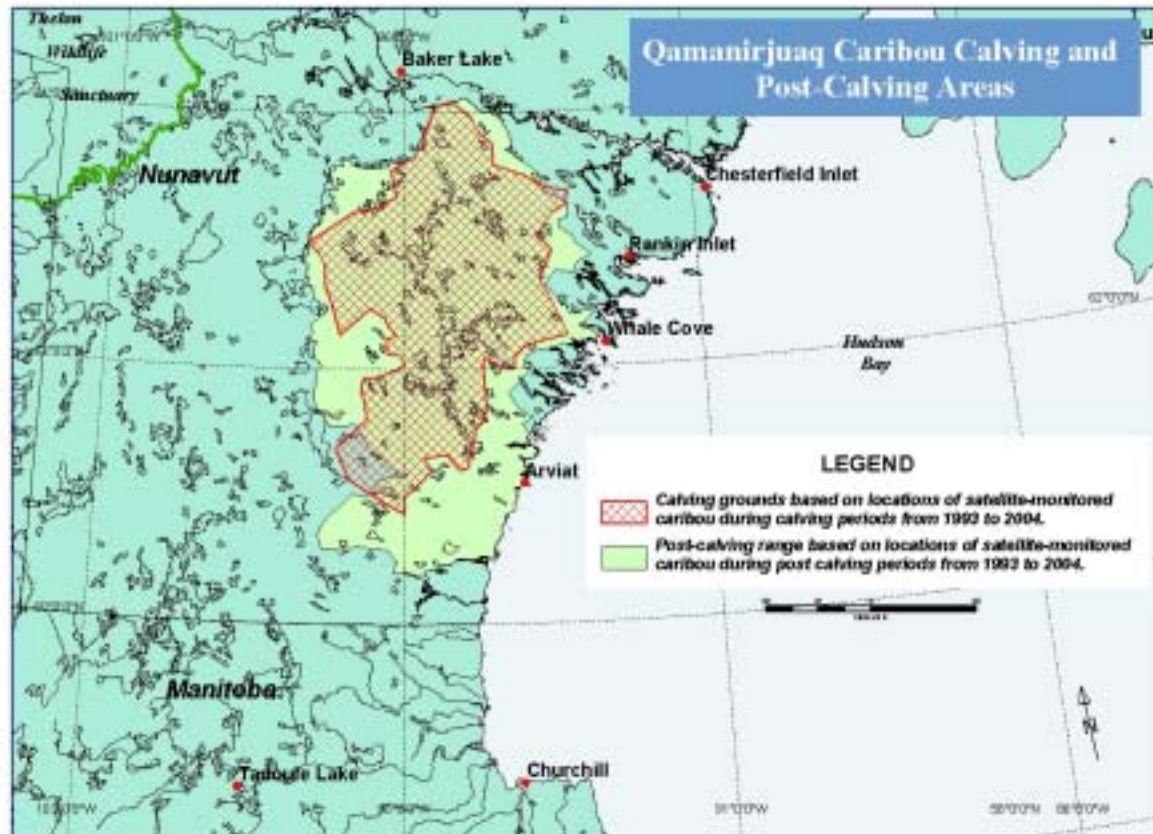 Qamanirjuaq Caribou Calving and
Post-Calving Areas
Thelon
Wildlife
Sanctuary
Baker Lake
Nunavut
Chesterfield Inlet
Rankin Inlet
Whale Cove
Hudson
Bay
Arviat
LEGEND
Calving grounds based on locations of satellite-monitored
caribou during calving periods from 1993 to 2004.
Post-calving range based on locations of satellite-monitored
caribou during post calving periods from 1993 to 2004.
Manitoba
N
Tadoule Lake
Churchill